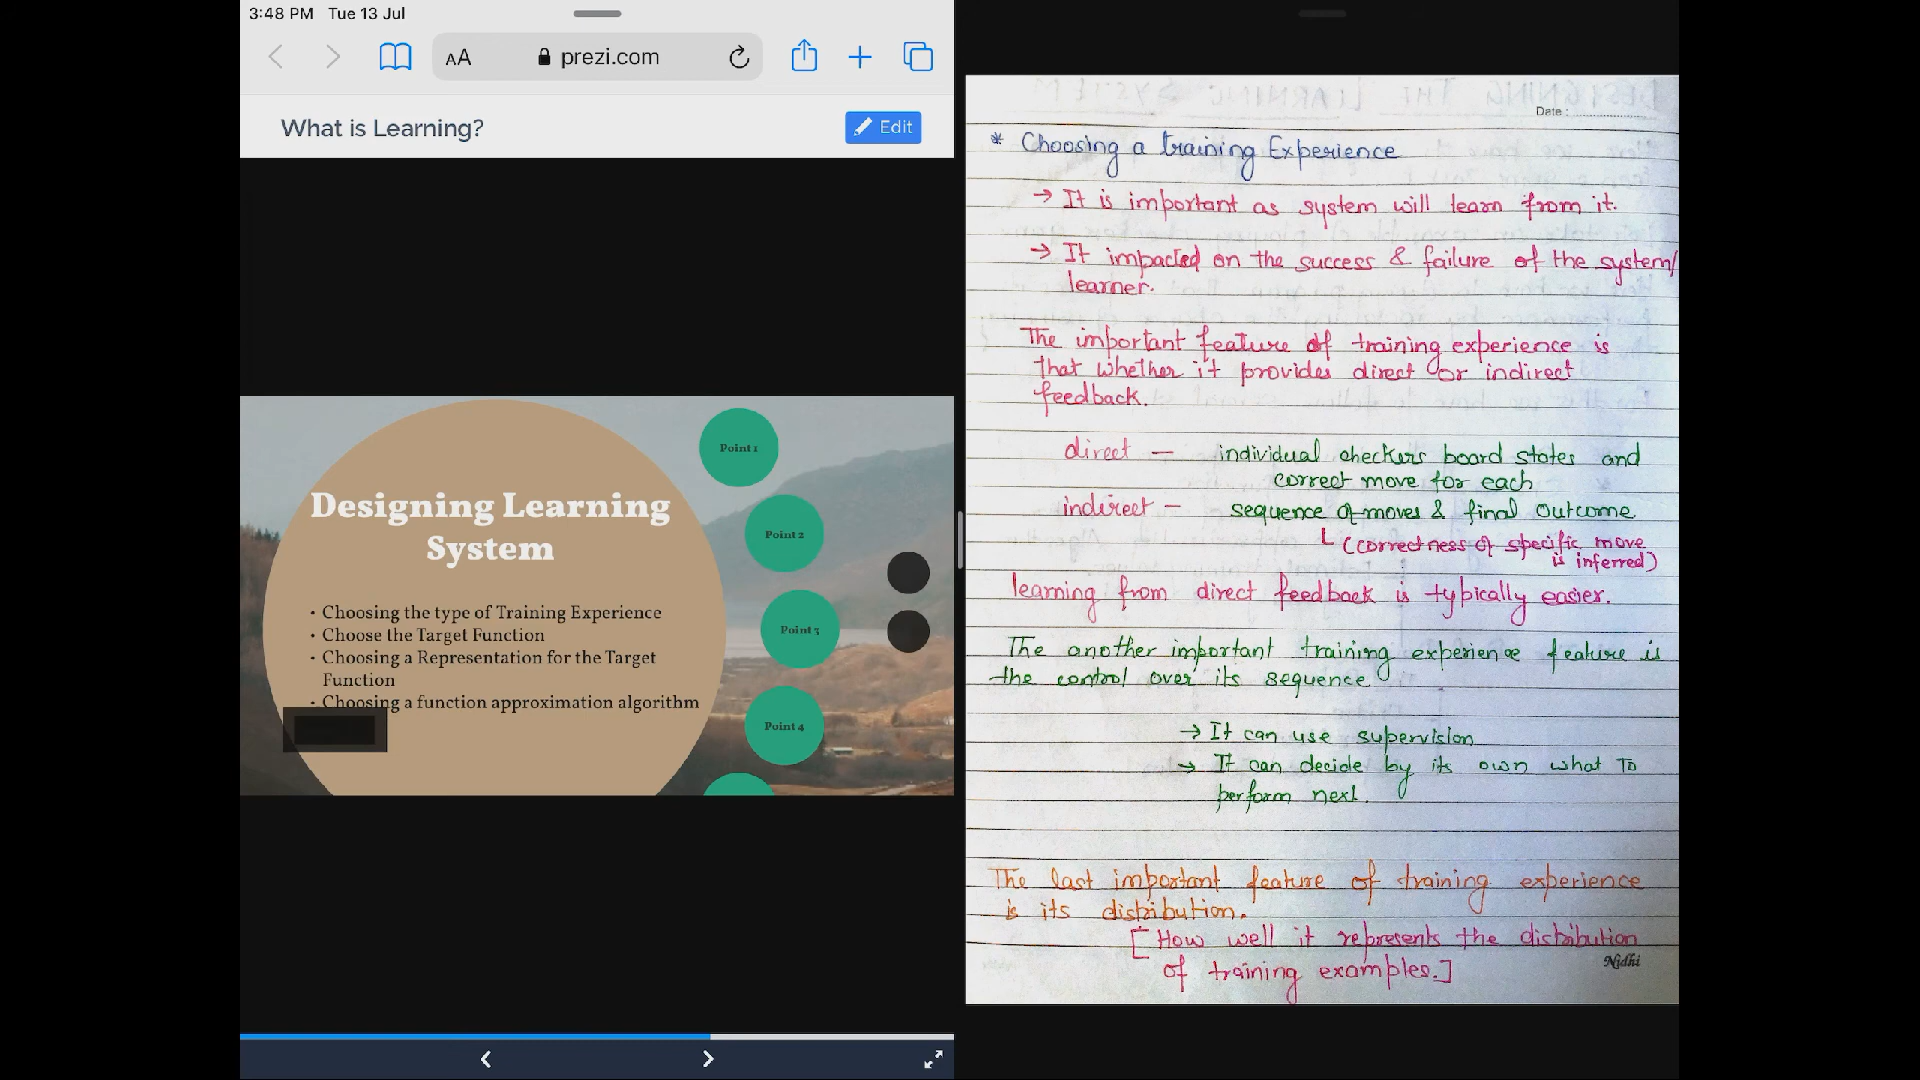 3:48 PM Tue 13 Jul
AA prezi.com
What is Learning?
Edit
Designing Learning
System
• Choosing the type of Training Experience
• Choose the Target Function
• Choosing a Representation for the Target
Function
• Choosing a function approximation algorithm
Point 1
Point 2
Point 3
Point 4
Date :
* Choosing a training Experience
→ It is important as system will learn from it.
→ It impacted on the success & failure of the system/
learner.
The important feature of training experience is
that whether it provides direct or indirect
feedback.
direct — individual checkers board states and
correct move for each
indirect — sequence of moves & final outcome
(correctness of specific move
is inferred)
learning from direct feedback is typically easier.
The another important training experience feature is
the control over its sequence
→ It can use supervision
→ It can decide by its own what to
perform next.
The last important feature of training experience
is its distribution.
[How well it represents the distribution
of training examples.]
Nidhi